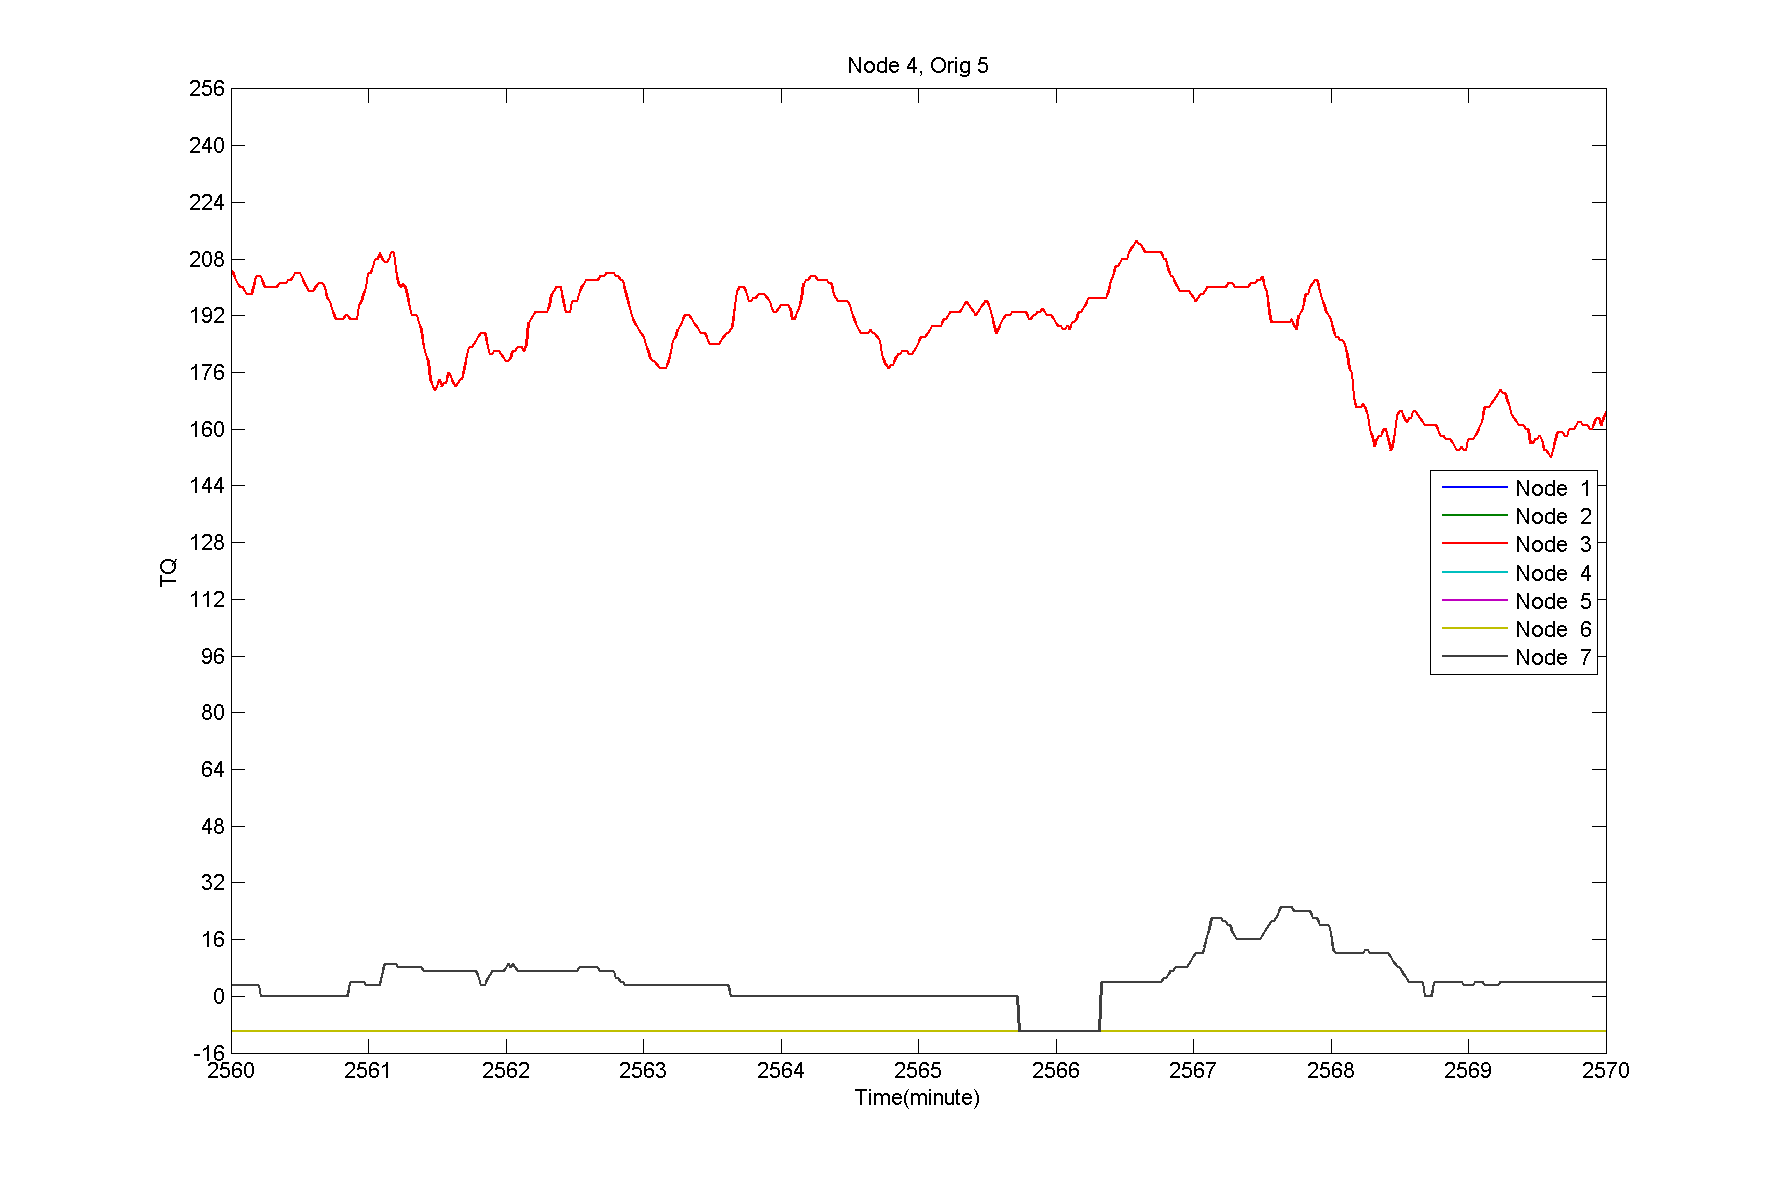 Node 4, Orig 5
256
240
224
208
192
176
160
144
128
112
96
80
64
48
32
16
0
-16
TQ
Node 1
Node 2
Node 3
Node 4
Node 5
Node 6
Node 7
2560 2561 2562 2563 2564 2565 2566 2567 2568 2569 2570
Time(minute)